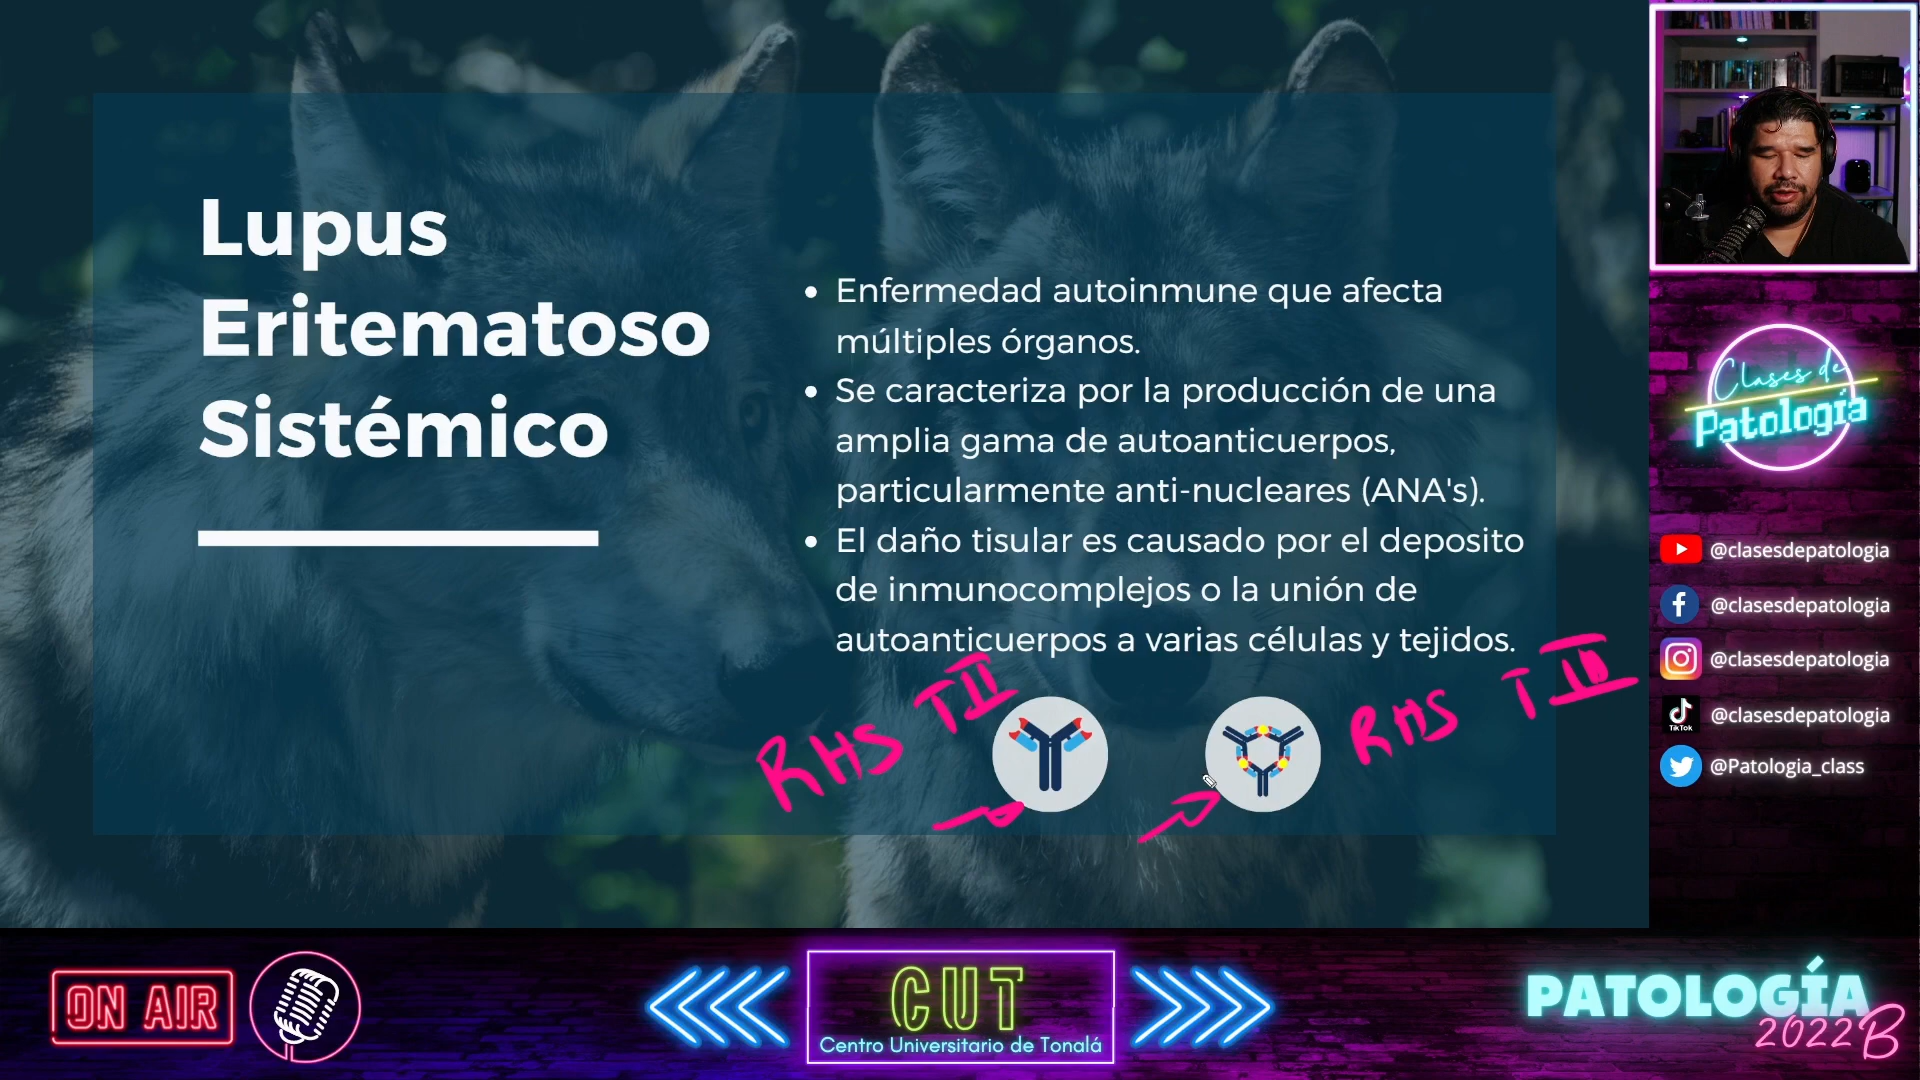 Lupus
Eritematoso
Sistémico
• Enfermedad autoinmune que afecta
múltiples órganos.
• Se caracteriza por la producción de una
amplia gama de autoanticuerpos,
particularmente anti-nucleares (ANA's).
• El daño tisular es causado por el deposito
de inmunocomplejos o la unión de
autoanticuerpos a varias células y tejidos.
RHS TII
RHS TIII
Clases de
Patología
@clasesdepatologia
@clasesdepatologia
@clasesdepatologia
TikTok
@clasesdepatologia
@Patologia_class
ON AIR
CUT
Centro Universitario de Tonalá
PATOLOGÍA
2022B